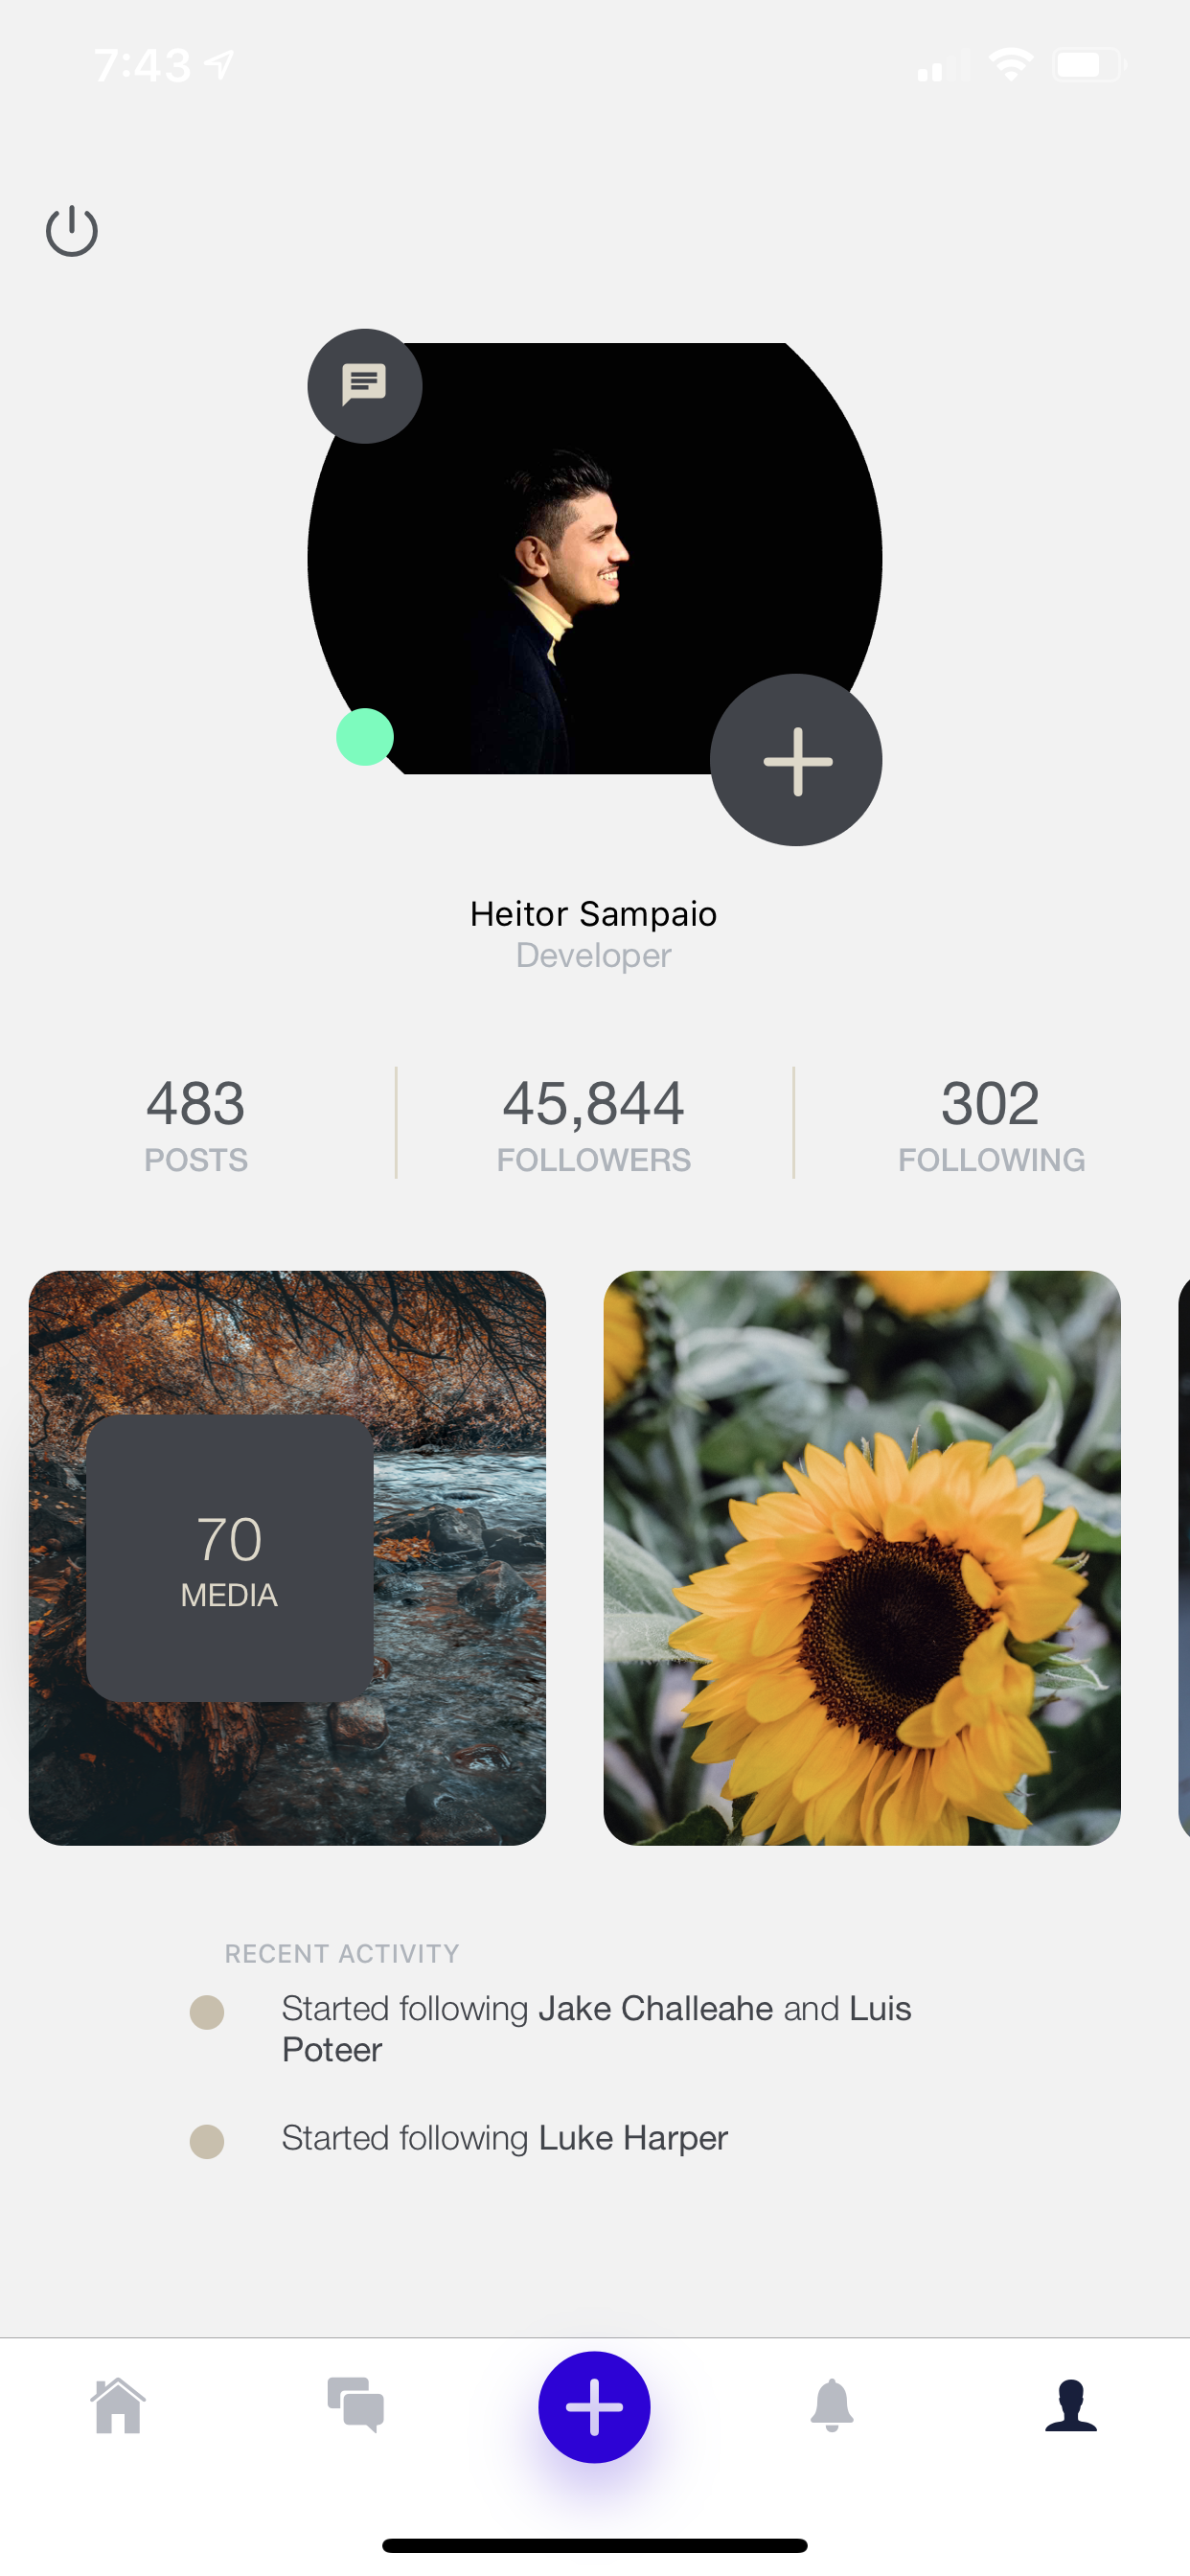 7:43
Heitor Sampaio
Developer
483
POSTS
45,844
FOLLOWERS
302
FOLLOWING
70
MEDIA
RECENT ACTIVITY
Started following Jake Challeahe and Luis
Poteer
Started following Luke Harper